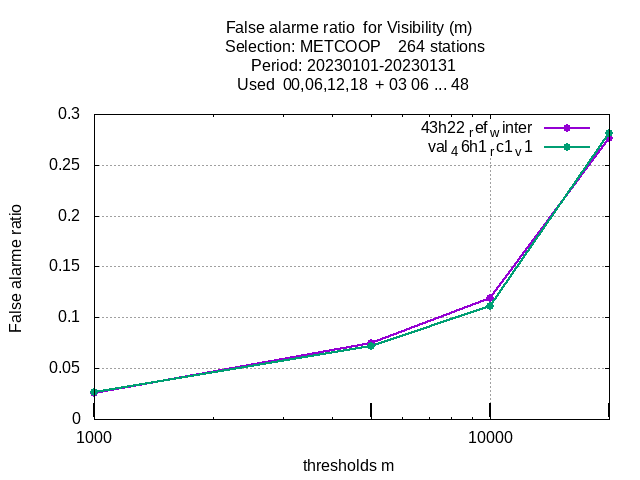 False alarme ratio  for Visibility (m)
Selection: METCOOP    264 stations
Period: 20230101-20230131
Used  00,06,12,18  + 03 06 ... 48
43h22refwinter
val46h1rc1v1
0.3
0.25
0.2
0.15
0.1
0.05
0
False alarme ratio
1000
10000
thresholds m